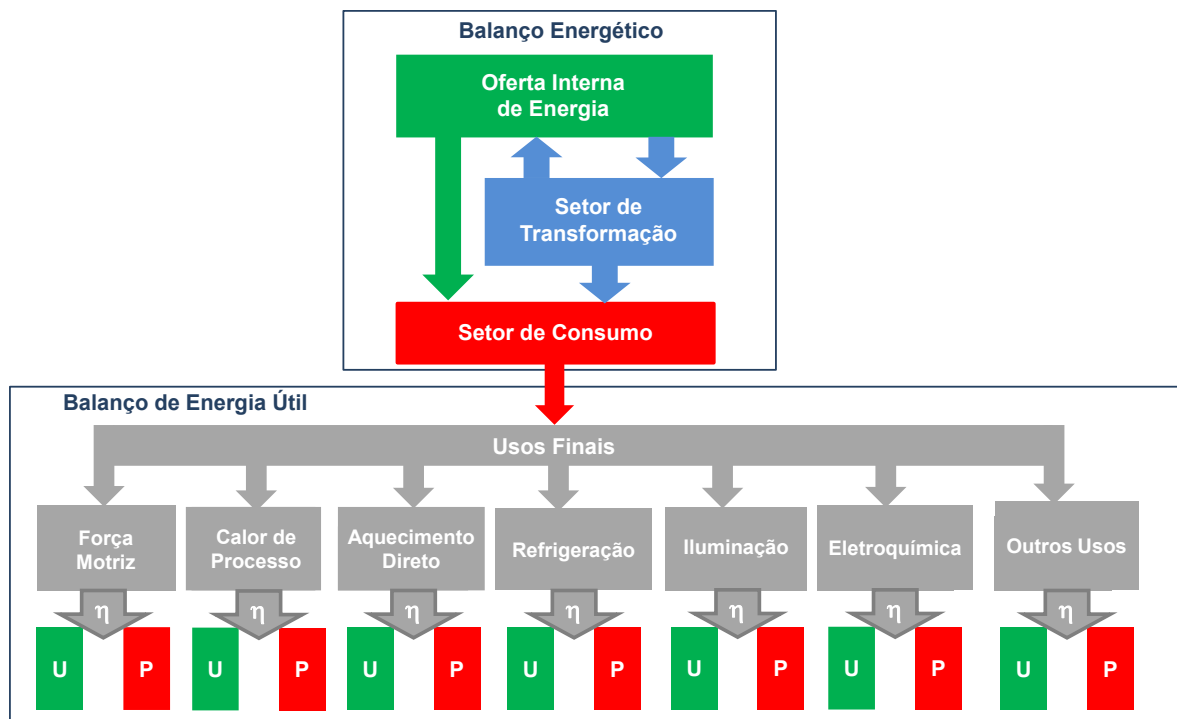 Balanço Energético
Oferta Interna
de Energia
Setor de
Transformação
Setor de Consumo
Balanço de Energia Útil
Usos Finais
Força
Motriz
Calor de
Processo
Aquecimento
Direto
Refrigeração
Iluminação
Eletroquímica
Outros Usos
η η η η η η η
U P U P U P U P U P U P U P